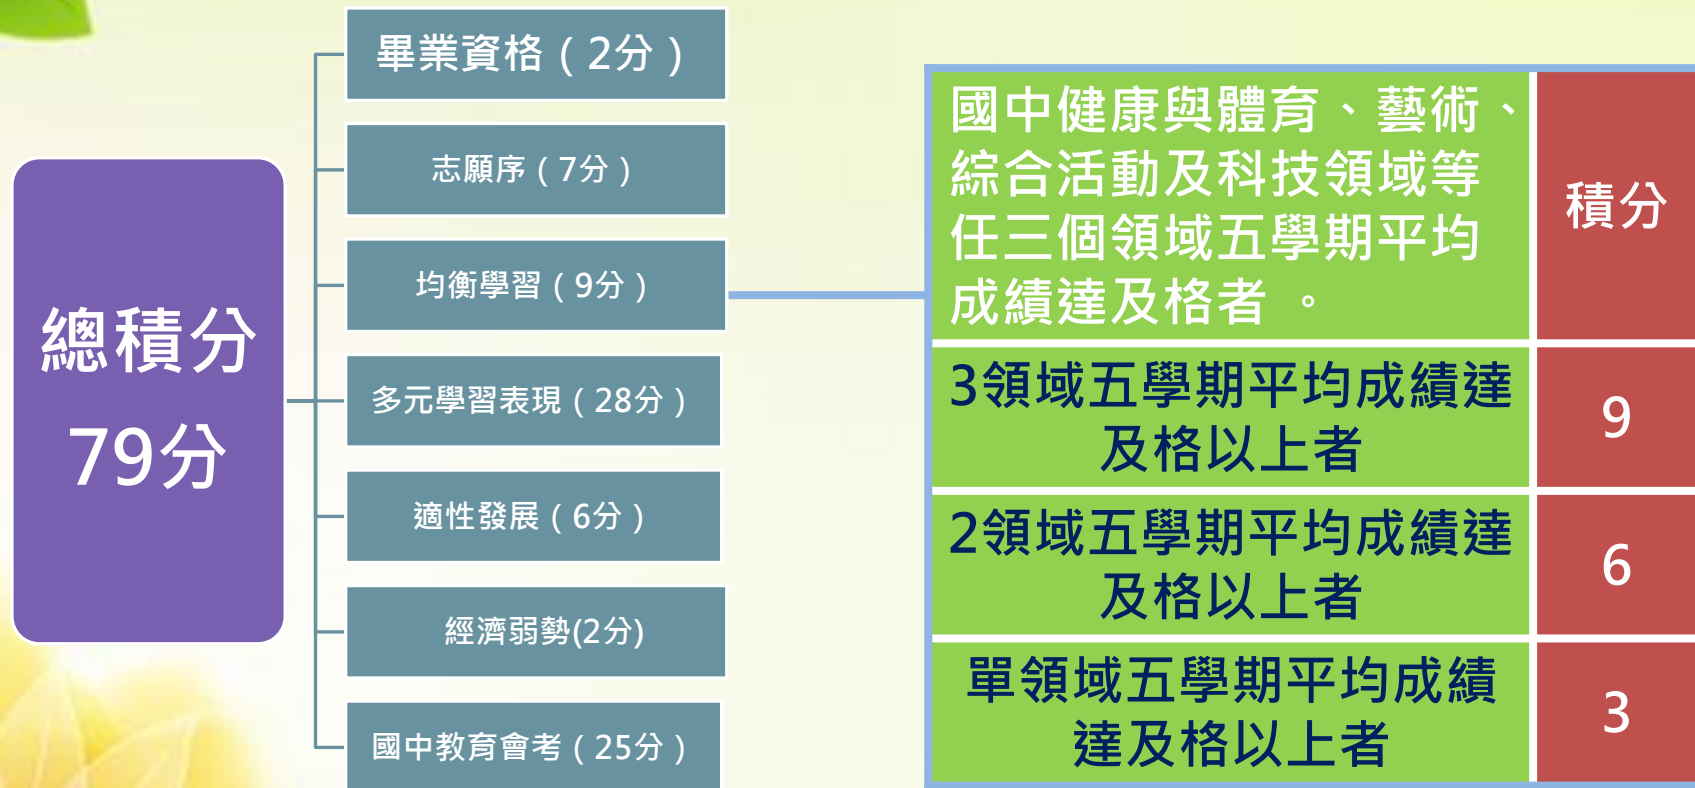 總積分
79分
畢業資格（2分）
志願序（7分）
均衡學習（9分）
多元學習表現（28分）
適性發展（6分）
經濟弱勢(2分)
國中教育會考（25分）
國中健康與體育、藝術、
綜合活動及科技領域等
任三個領域五學期平均
成績達及格者 。
積分
3領域五學期平均成績達
及格以上者
9
2領域五學期平均成績達
及格以上者
6
單領域五學期平均成績
達及格以上者
3